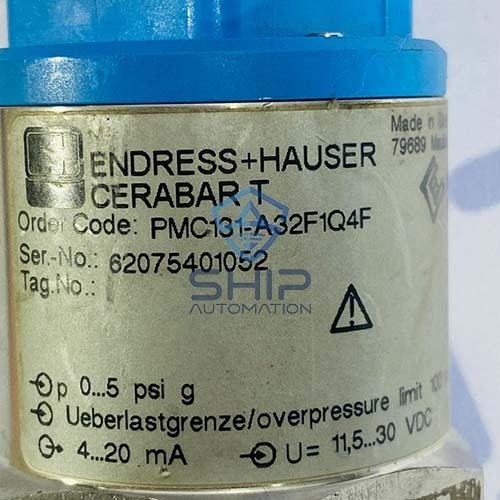 Made in
79689
ENDRESS+HAUSER
CERABAR T
Order Code: PMC131-A32F1Q4F
Ser.-No.: 62075401052
Tag.No.:
SHIP
AUTOMATION
p 0...5 psi g
Ueberlastgrenze/overpressure limit 100
4...20 mA
U= 11,5...30 VDC